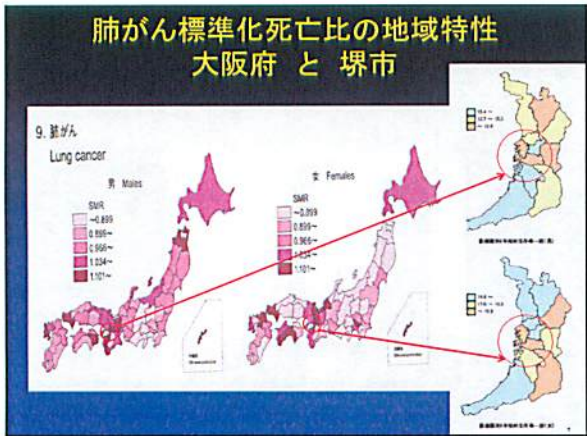 肺がん標準化死亡比の地域特性
大阪府 と 堺市
9. 肺がん
Lung cancer
男 Males
SMR
～0.899
0.899～
0.966～
1.034～
1.101～
女 Females
SMR
～0.899
0.899～
0.966～
1.034～
1.101～